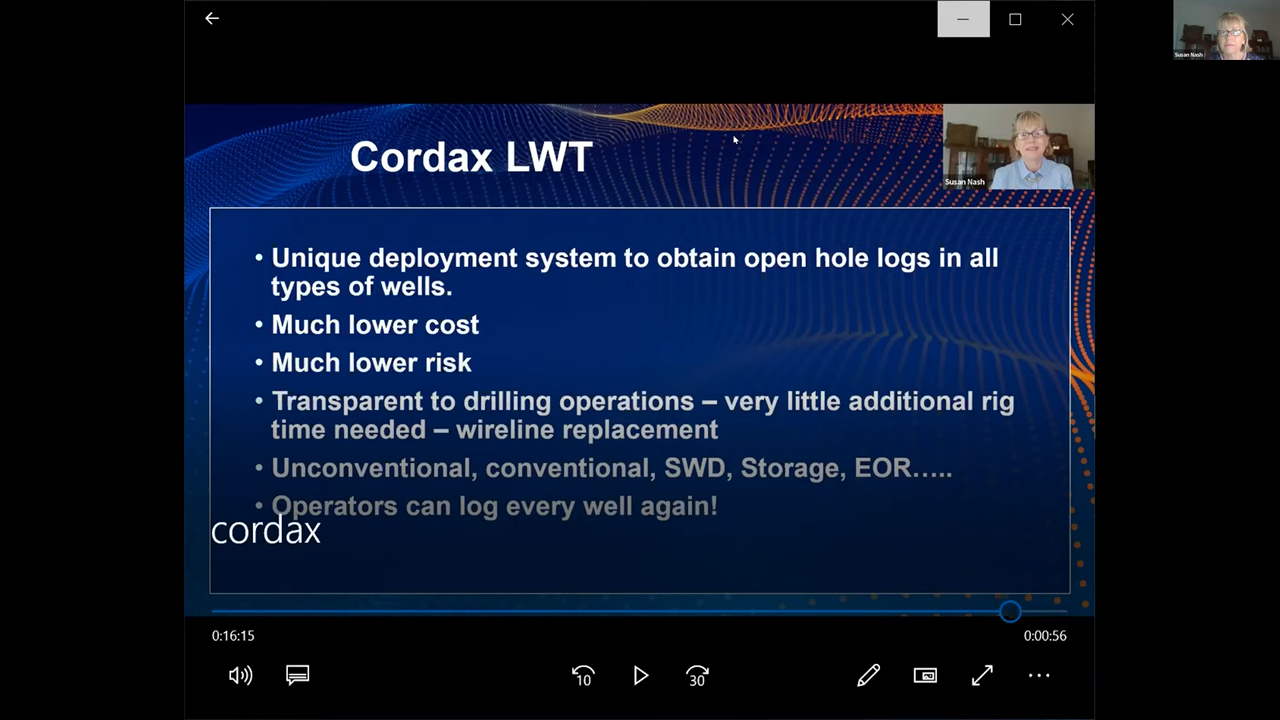 Susan Nash
Cordax LWT
Susan Nash
• Unique deployment system to obtain open hole logs in all
types of wells.
• Much lower cost
• Much lower risk
• Transparent to drilling operations – very little additional rig
time needed – wireline replacement
• Unconventional, conventional, SWD, Storage, EOR…..
• Operators can log every well again!
cordax
0:16:15
0:00:56
10
30